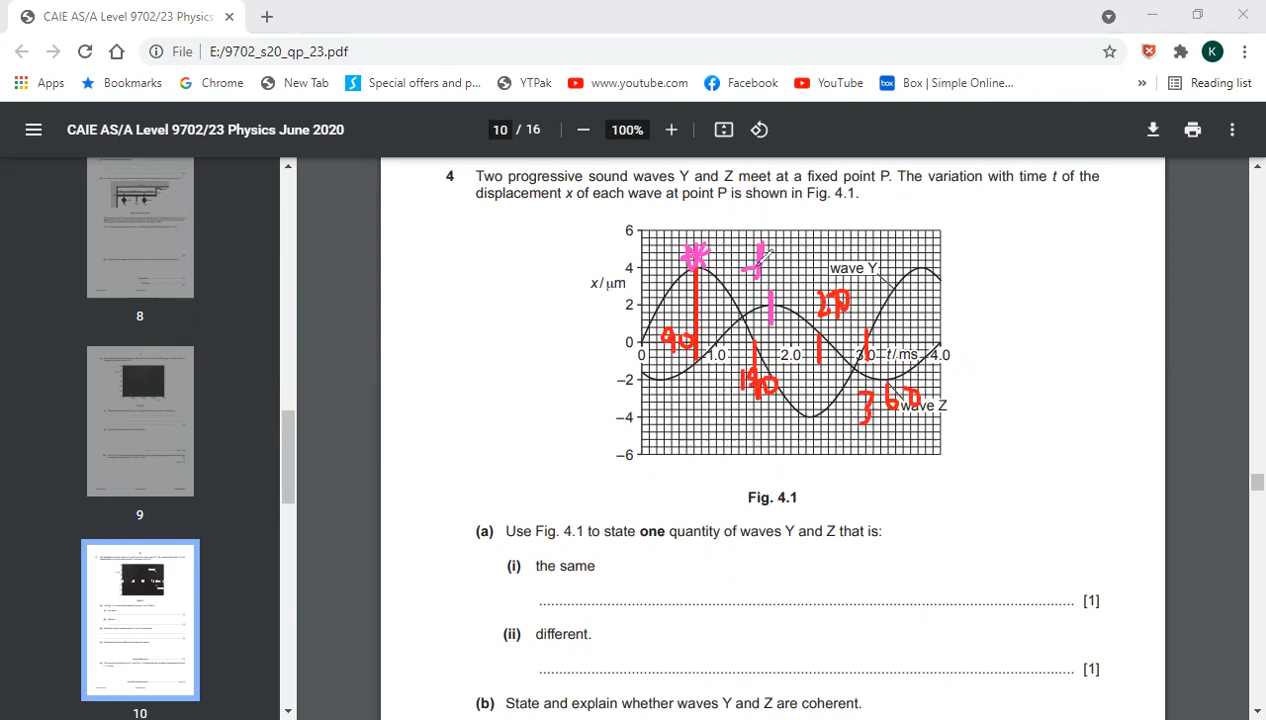 CAIE AS/A Level 9702/23 Physics
File E:/9702_s20_qp_23.pdf
K
Apps Bookmarks Chrome New Tab Special offers and p... YTPak www.youtube.com Facebook YouTube Box | Simple Online... » Reading list
CAIE AS/A Level 9702/23 Physics June 2020
10 / 16
100%
8
9
10
4 Two progressive sound waves Y and Z meet at a fixed point P. The variation with time t of the
displacement x of each wave at point P is shown in Fig. 4.1.
6
4
wave Y
x/μm
2
0
90
0 1.0 2.0 3.0 t/ms 4.0
–2
360
wave Z
–4
–6
Fig. 4.1
(a) Use Fig. 4.1 to state one quantity of waves Y and Z that is:
(i) the same
[1]
(ii) different.
[1]
(b) State and explain whether waves Y and Z are coherent.